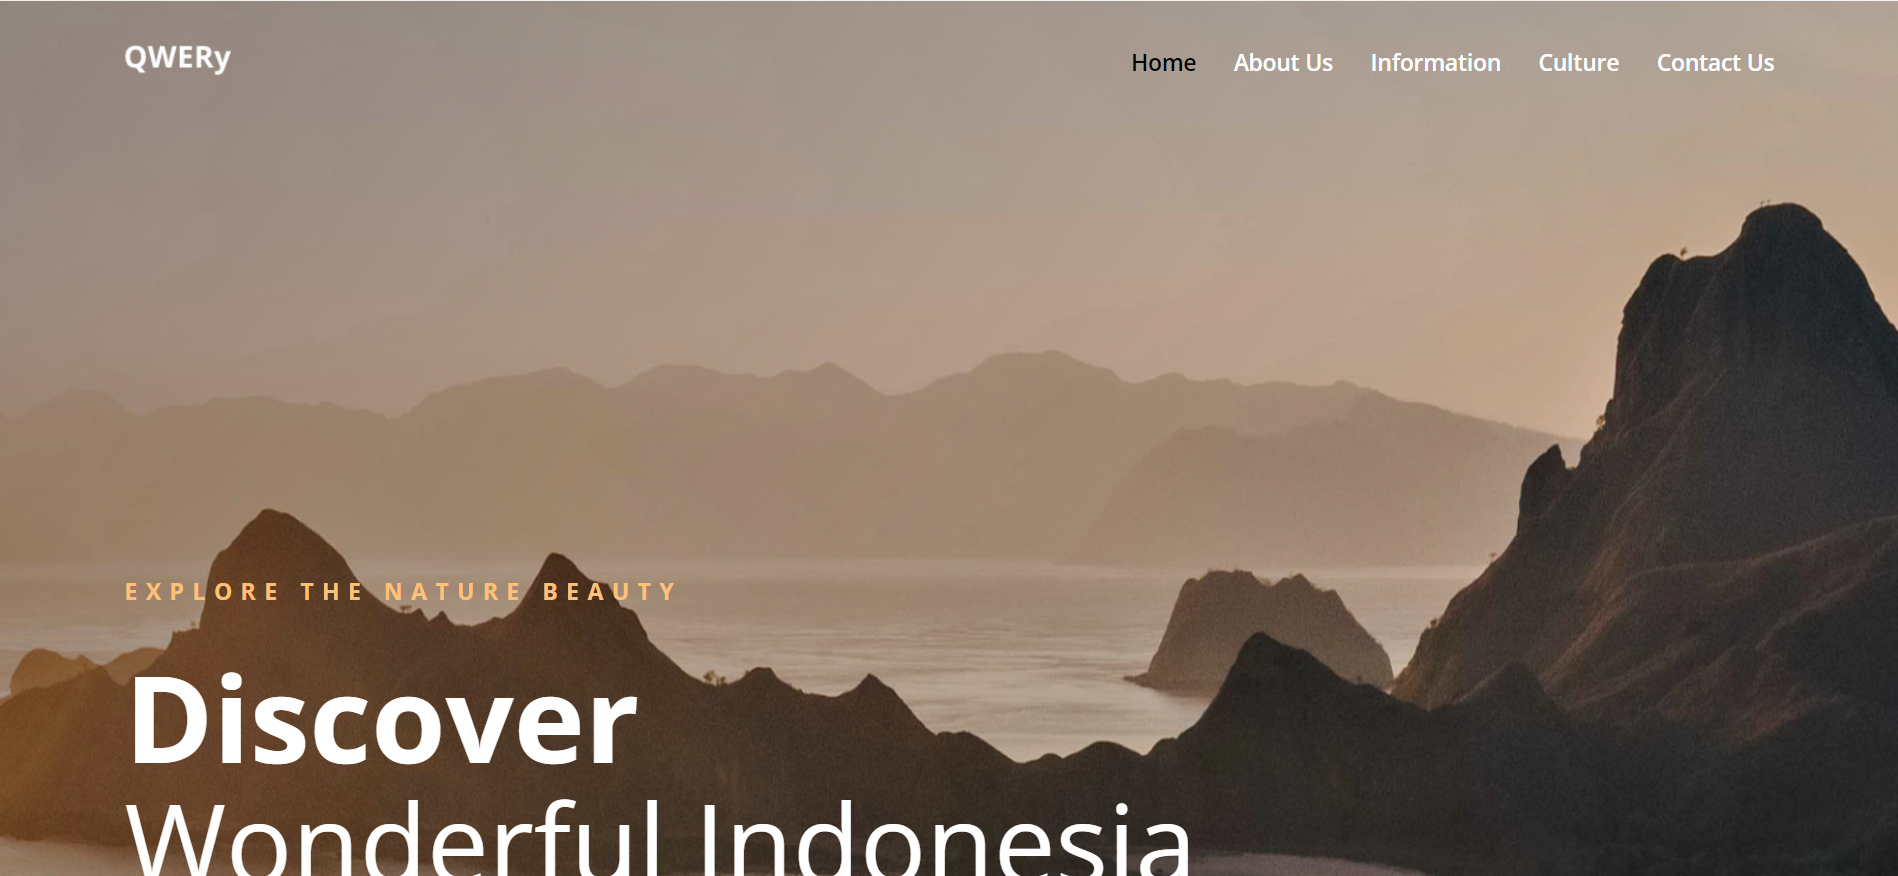 QWERy
Home About Us Information Culture Contact Us
EXPLORE THE NATURE BEAUTY
Discover
Wonderful Indonesia